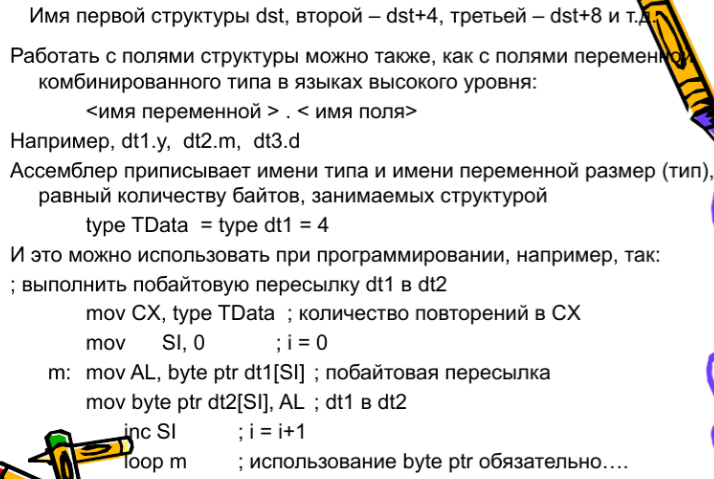 Имя первой структуры dst, второй – dst+4, третьей – dst+8 и т.д.
Работать с полями структуры можно также, как с полями переменной
комбинированного типа в языках высокого уровня:
<имя переменной > . < имя поля>
Например, dt1.y, dt2.m, dt3.d
Ассемблер приписывает имени типа и имени переменной размер (тип),
равный количеству байтов, занимаемых структурой
type TData = type dt1 = 4
И это можно использовать при программировании, например, так:
; выполнить побайтовую пересылку dt1 в dt2
mov CX, type TData ; количество повторений в CX
mov SI, 0 ; i = 0
m: mov AL, byte ptr dt1[SI] ; побайтовая пересылка
mov byte ptr dt2[SI], AL ; dt1 в dt2
inc SI ; i = i+1
loop m ; использование byte ptr обязательно….